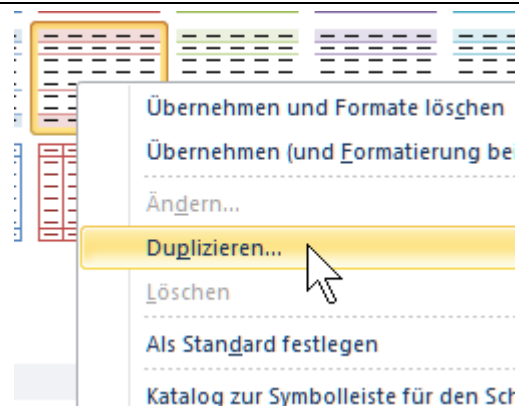 Übernehmen und Formate löschen
Übernehmen (und Formatierung bei
Ändern...
Duplizieren...
Löschen
Als Standard festlegen
Katalog zur Symbolleiste für den Sch